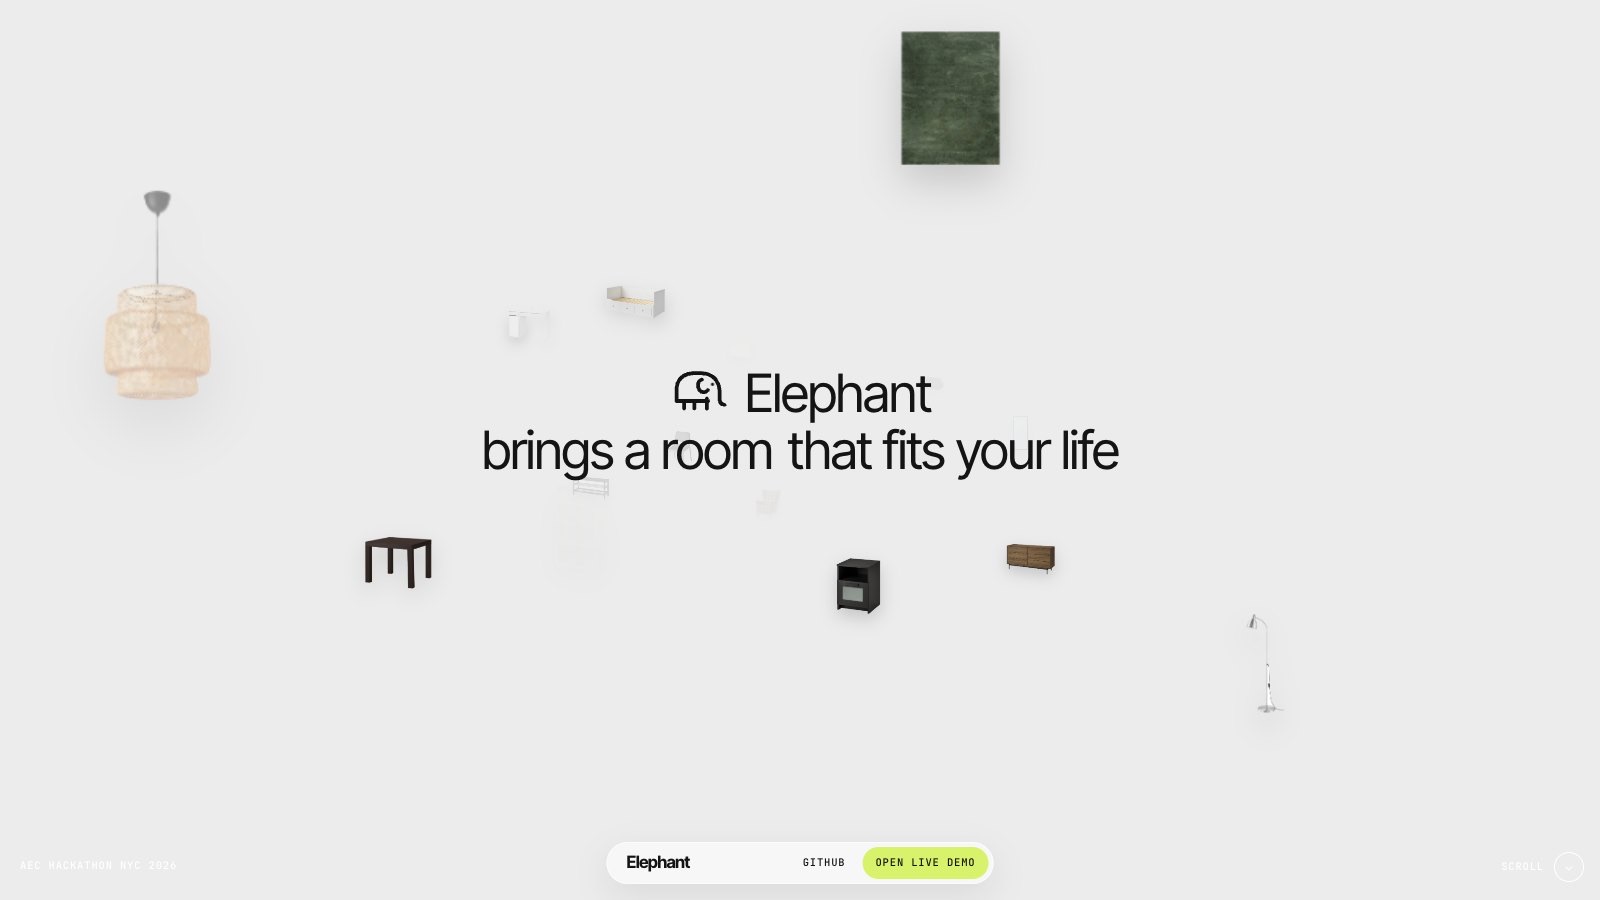 Elephant
brings a room that fits your life
AEC HACKATHON NYC 2026
Elephant
GITHUB
OPEN LIVE DEMO
SCROLL